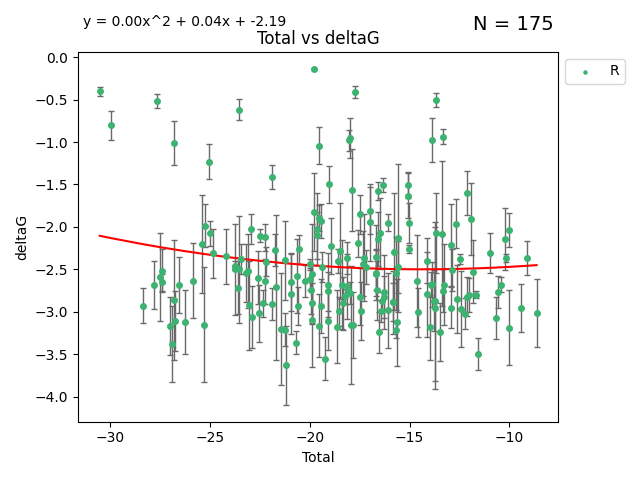 y = 0.00x^2 + 0.04x + -2.19
N = 175
Total vs deltaG
R
0.0
−0.5
−1.0
−1.5
−2.0
−2.5
−3.0
−3.5
−4.0
deltaG
−30
−25
−20
−15
−10
Total